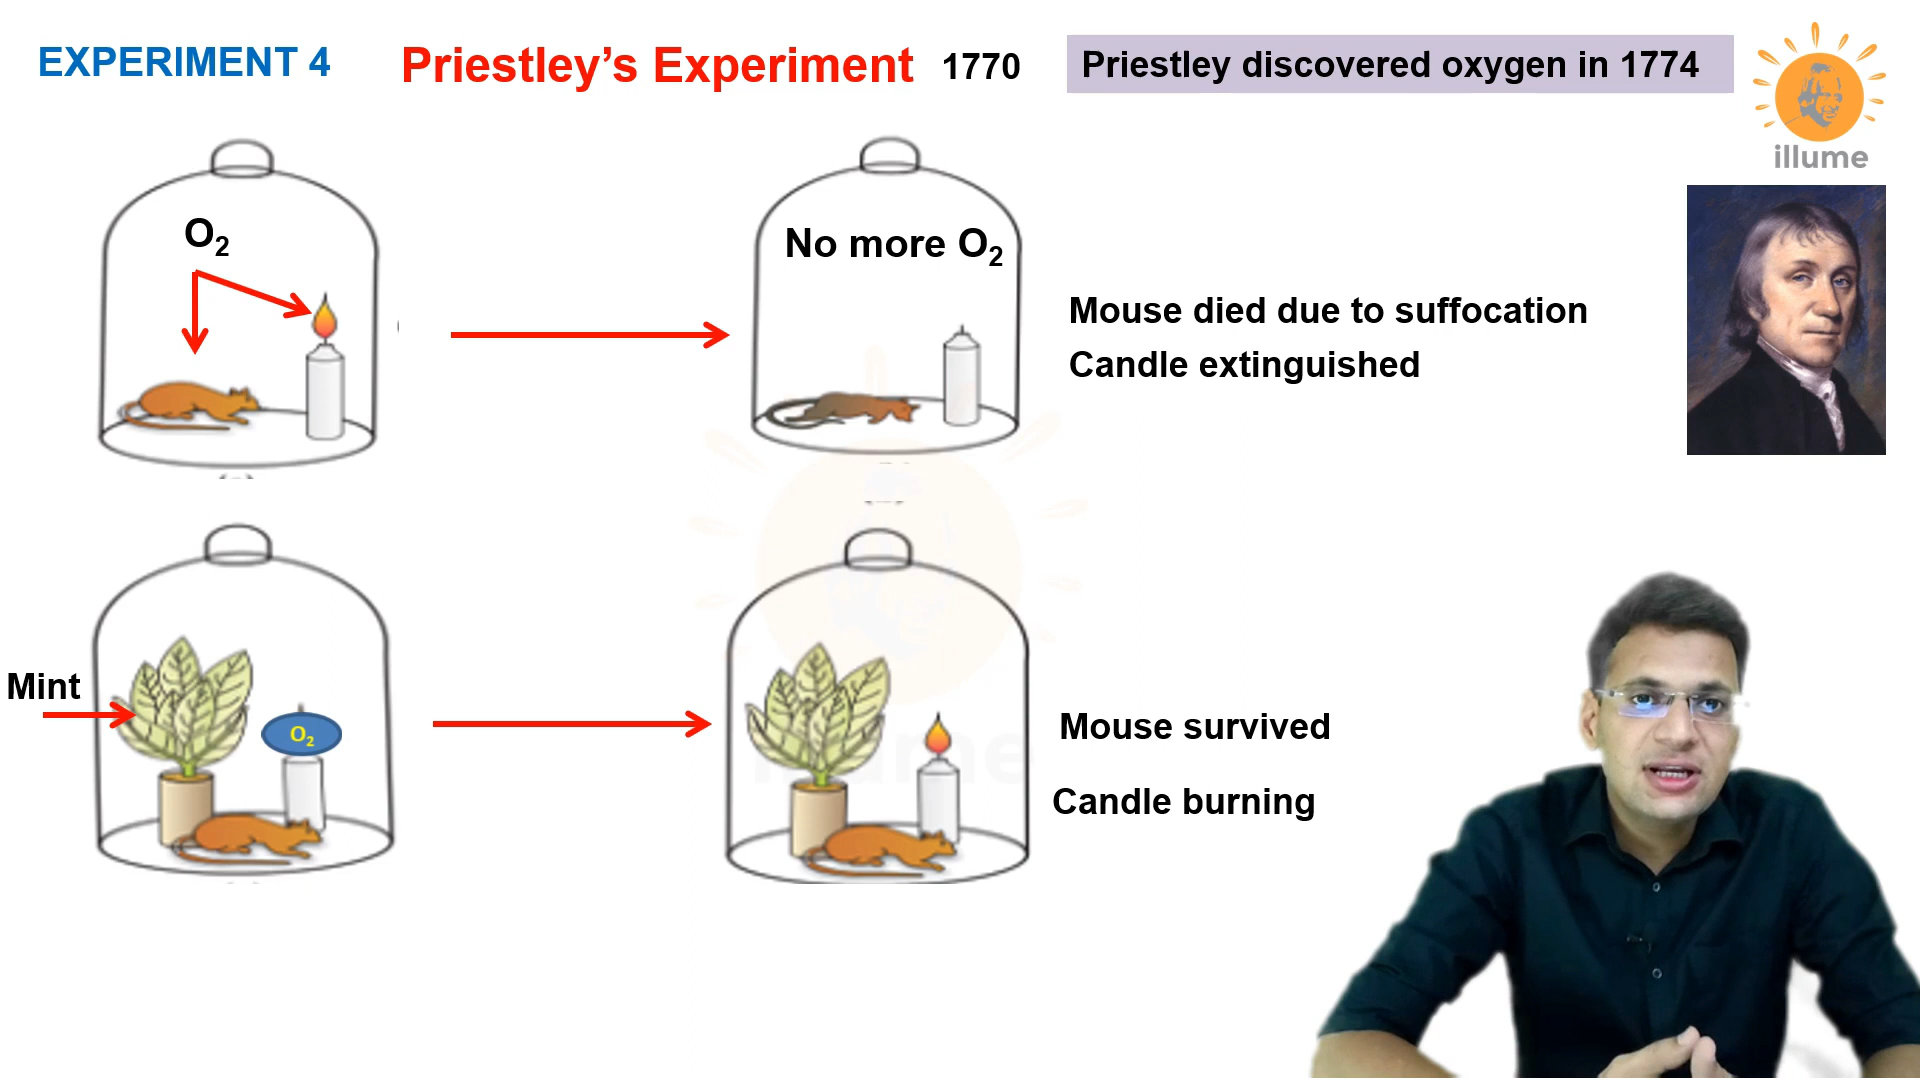 EXPERIMENT 4 Priestley’s Experiment 1770 Priestley discovered oxygen in 1774
illume
O₂
No more O₂
Mouse died due to suffocation
Candle extinguished
Mint
O₂
Mouse survived
Candle burning